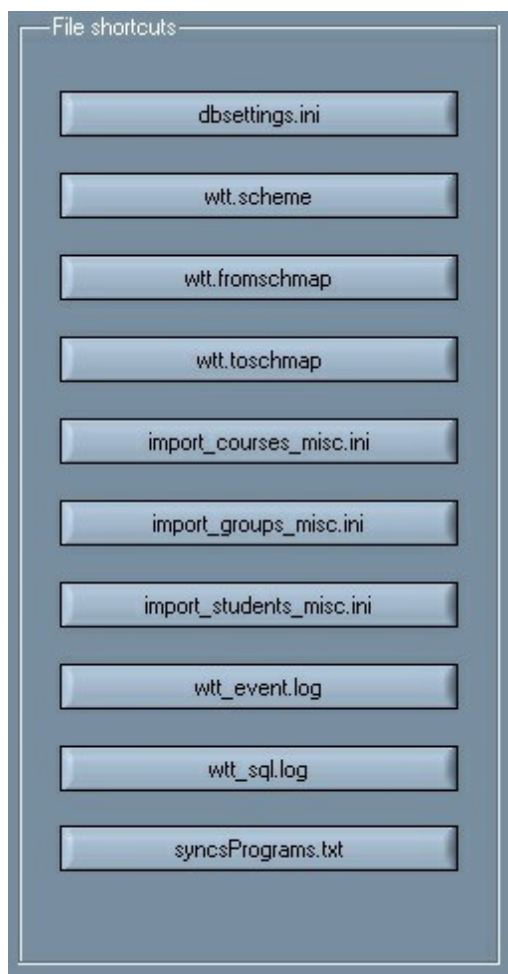 File shortcuts
dbsettings.ini
wtt.scheme
wtt.fromschmap
wtt.toschmap
import_courses_misc.ini
import_groups_misc.ini
import_students_misc.ini
wtt_event.log
wtt_sql.log
syncsPrograms.txt